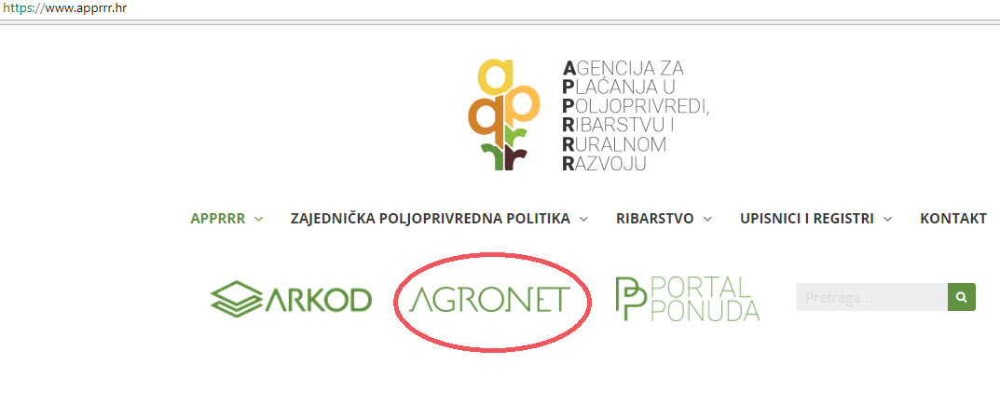 https://www.apprrr.hr
AGENCIJA ZA
PLAĆANJA U
POLJOPRIVREDI,
RIBARSTVU I
RURALNOM
RAZVOJU
APPRRR
ZAJEDNIČKA POLJOPRIVREDNA POLITIKA
RIBARSTVO
UPISNICI I REGISTRI
KONTAKT
ARKOD
AGRONET
PORTAL
PONUDA
Pretraga...